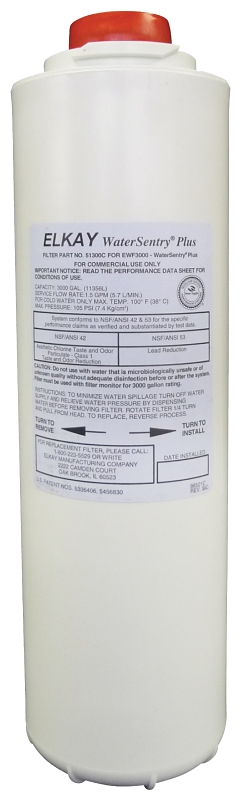 ELKAY WaterSentry® Plus
FILTER PART NO. 51300C FOR EWF3000 - WaterSentry® Plus
FOR COMMERCIAL USE ONLY
IMPORTANT NOTICE: READ THE PERFORMANCE DATA SHEET FOR
CONDITIONS OF USE.
CAPACITY: 3000 GAL. (11356L)
SERVICE FLOW RATE: 1.5 GPM (5.7 L/MIN.)
FOR COLD WATER ONLY MAX. TEMP. 100° F (38° C)
MAX. PRESSURE: 105 PSI (7.4 Kg/cm²)
System conforms to NSF/ANSI 42 & 53 for the specific
performance claims as verified and substantiated by test data.
NSF/ANSI 42 NSF/ANSI 53
Aesthetic Chlorine Taste and Odor Lead Reduction
Particulate - Class 1
Taste and Odor Reduction
CAUTION: Do not use with water that is microbiologically unsafe or of
unknown quality without adequate disinfection before or after the system.
Filter must be used with filter monitor for 3000 gallon rating.
INSTRUCTIONS: TO MINIMIZE WATER SPILLAGE TURN OFF WATER
SUPPLY AND RELIEVE WATER PRESSURE BY DISPENSING
WATER BEFORE REMOVING FILTER. ROTATE FILTER 1/4 TURN
AND PULL FROM HEAD. TO REPLACE, REVERSE PROCESS.
TURN TO
REMOVE
TURN TO
INSTALL
FOR REPLACEMENT FILTER, PLEASE CALL:
1-800-223-5529 OR WRITE
ELKAY MANUFACTURING COMPANY
2222 CAMDEN COURT
OAK BROOK, IL 60523
DATE INSTALLED
U.S. PATENT NOS. 5336406, 5456830